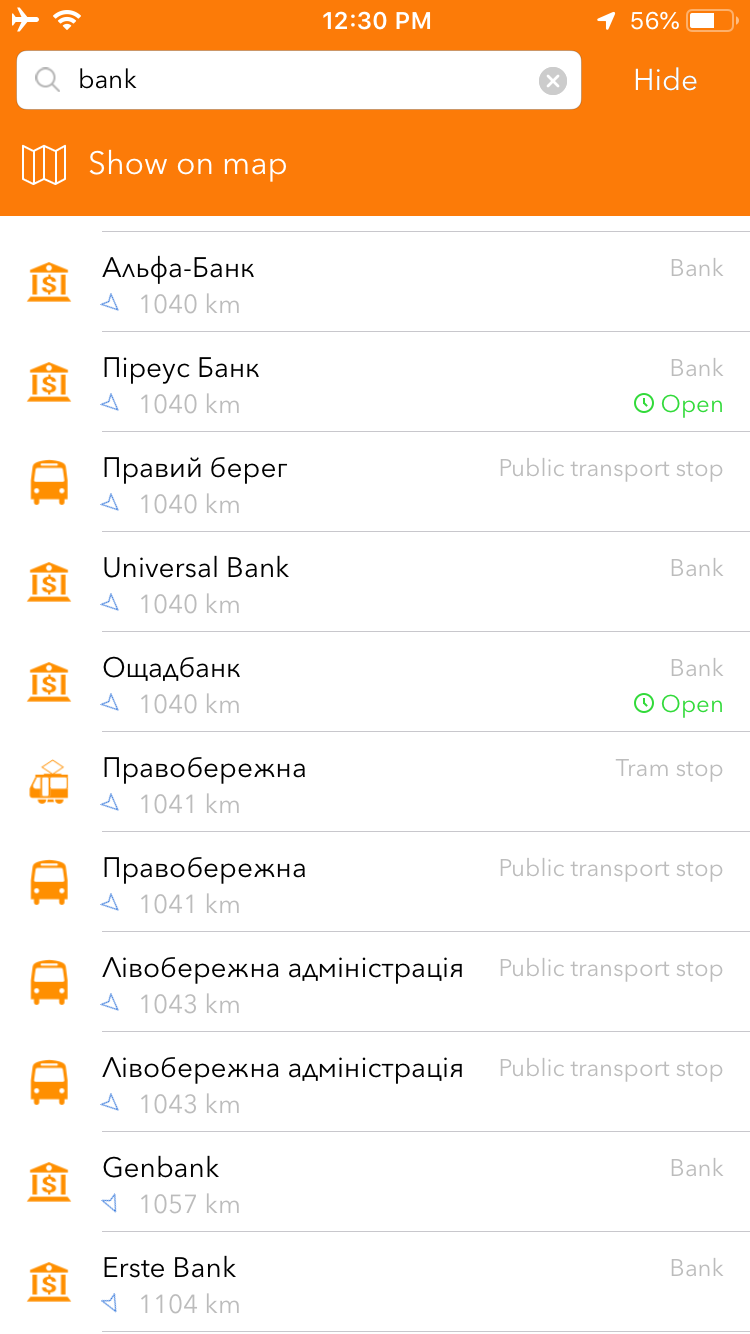 12:30 PM 56%
bank Hide
Show on map
Альфа-Банк Bank
1040 km
Піреус Банк Bank
1040 km Open
Правий берег Public transport stop
1040 km
Universal Bank Bank
1040 km
Ощадбанк Bank
1040 km Open
Правобережна Tram stop
1041 km
Правобережна Public transport stop
1041 km
Лівобережна адміністрація Public transport stop
1043 km
Лівобережна адміністрація Public transport stop
1043 km
Genbank Bank
1057 km
Erste Bank Bank
1104 km